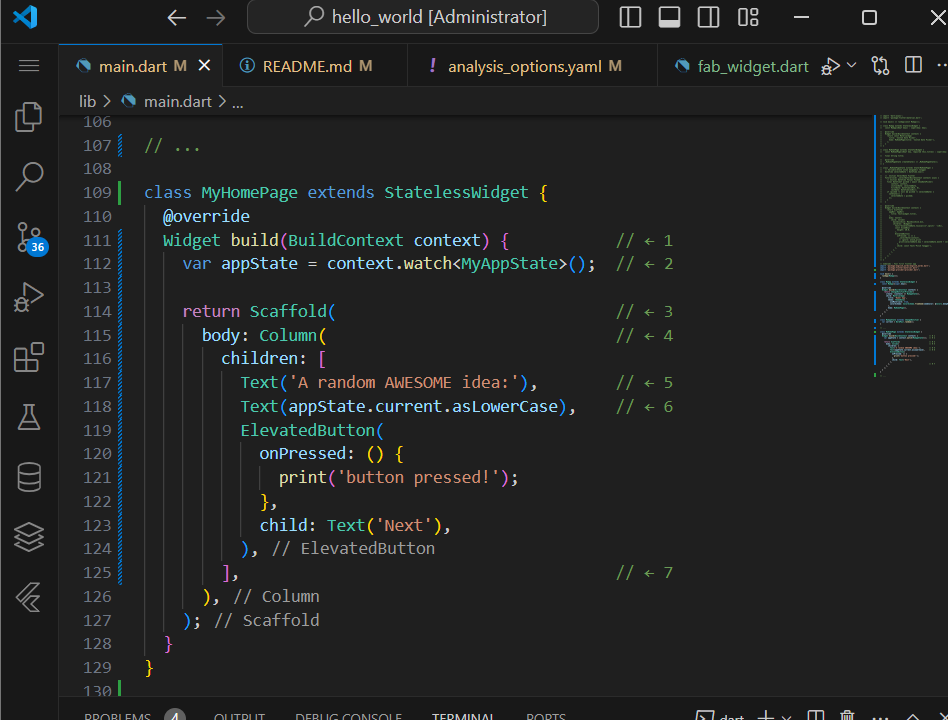 hello_world [Administrator]
main.dart M
README.md M
! analysis_options.yaml M
fab_widget.dart
lib > main.dart > ...
106
107 // ...
108
109 class MyHomePage extends StatelessWidget {
110 @override
111 Widget build(BuildContext context) { // ← 1
112 var appState = context.watch<MyAppState>(); // ← 2
113
114 return Scaffold( // ← 3
115 body: Column( // ← 4
116 children: [
117 Text('A random AWESOME idea:'), // ← 5
118 Text(appState.current.asLowerCase), // ← 6
119 ElevatedButton(
120 onPressed: () {
121 print('button pressed!');
122 },
123 child: Text('Next'),
124 ), // ElevatedButton
125 ], // ← 7
126 ), // Column
127 ); // Scaffold
128 }
129 }
130
36
PROBLEMS 4 OUTPUT DEBUG CONSOLE TERMINAL PORTS dart